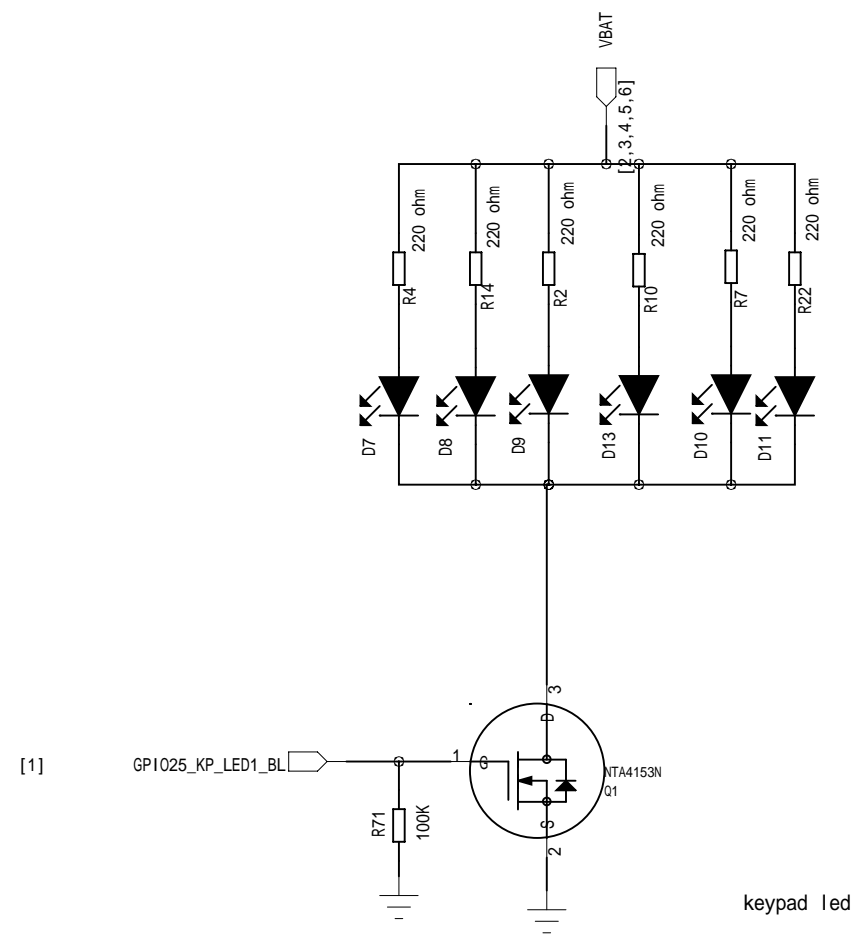 VBAT
[2,3,4,5,6]
220 ohm
220 ohm
220 ohm
220 ohm
220 ohm
220 ohm
R4
R14
R2
R10
R7
R22
D7
D8
D9
D13
D10
D11
3
D
[1]
GPIO25_KP_LED1_BL
1
G
NTA4153N
Q1
R71
100K
S
2
keypad led